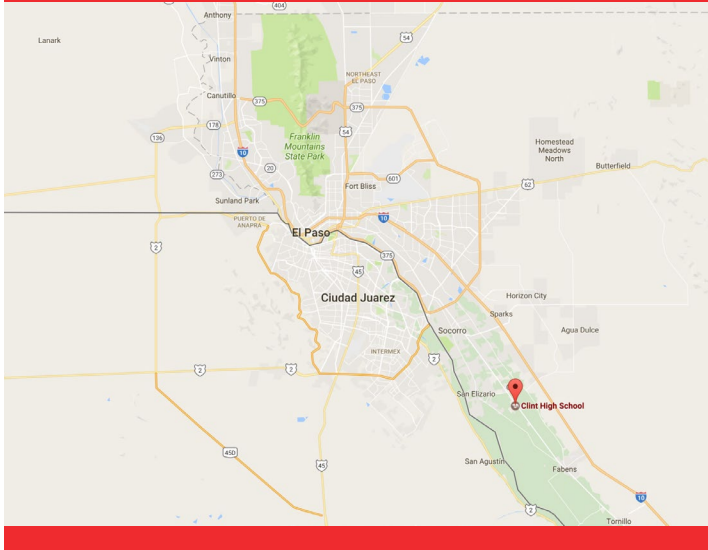 404
Anthony
Lanark
54
Vinton
NORTHEAST
EL PASO
Canutillo
375
375
178
54
136
Franklin
Mountains
State Park
10
Homestead
Meadows
North
Butterfield
20
273
601
Fort Bliss
62
Sunland Park
PUERTO DE
ANAPRA
10
El Paso
2
375
45
Ciudad Juarez
Horizon City
Sparks
Socorro
Agua Dulce
INTERMEX
2
2
2
San Elizario
Clint High School
45D
45
San Agustin
Fabens
10
2
Tornillo